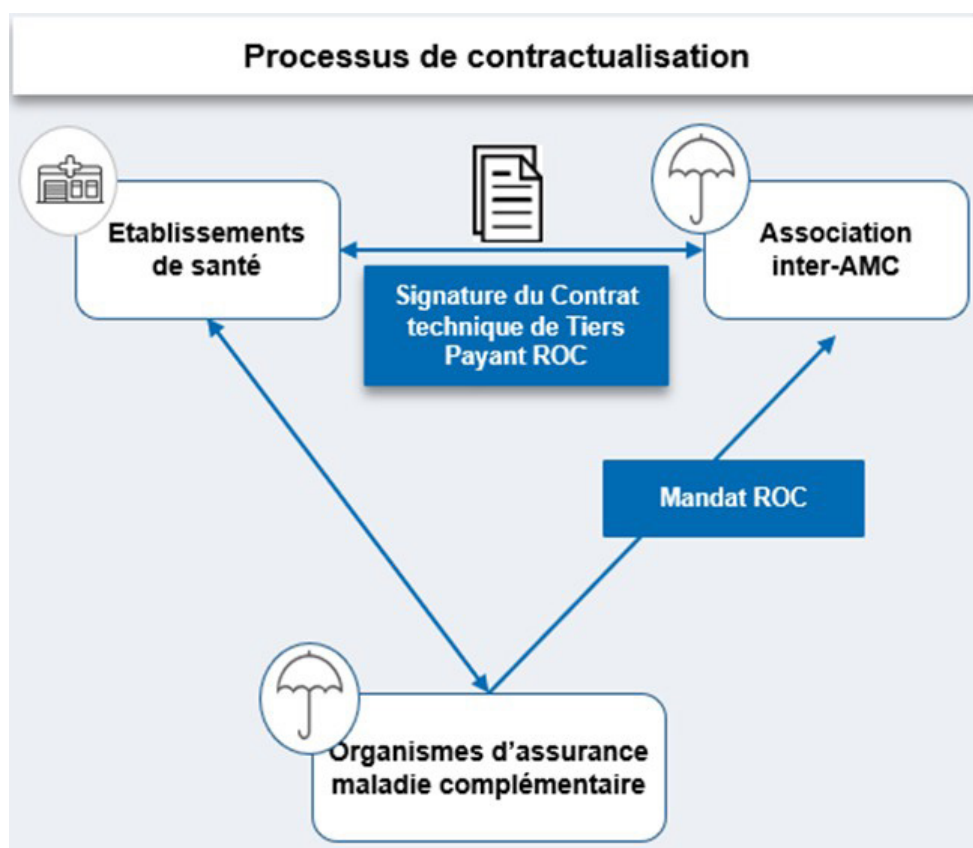 Processus de contractualisation
Etablissements
de santé
Association
inter-AMC
Signature du Contrat
technique de Tiers
Payant ROC
Mandat ROC
Organismes d'assurance
maladie complémentaire